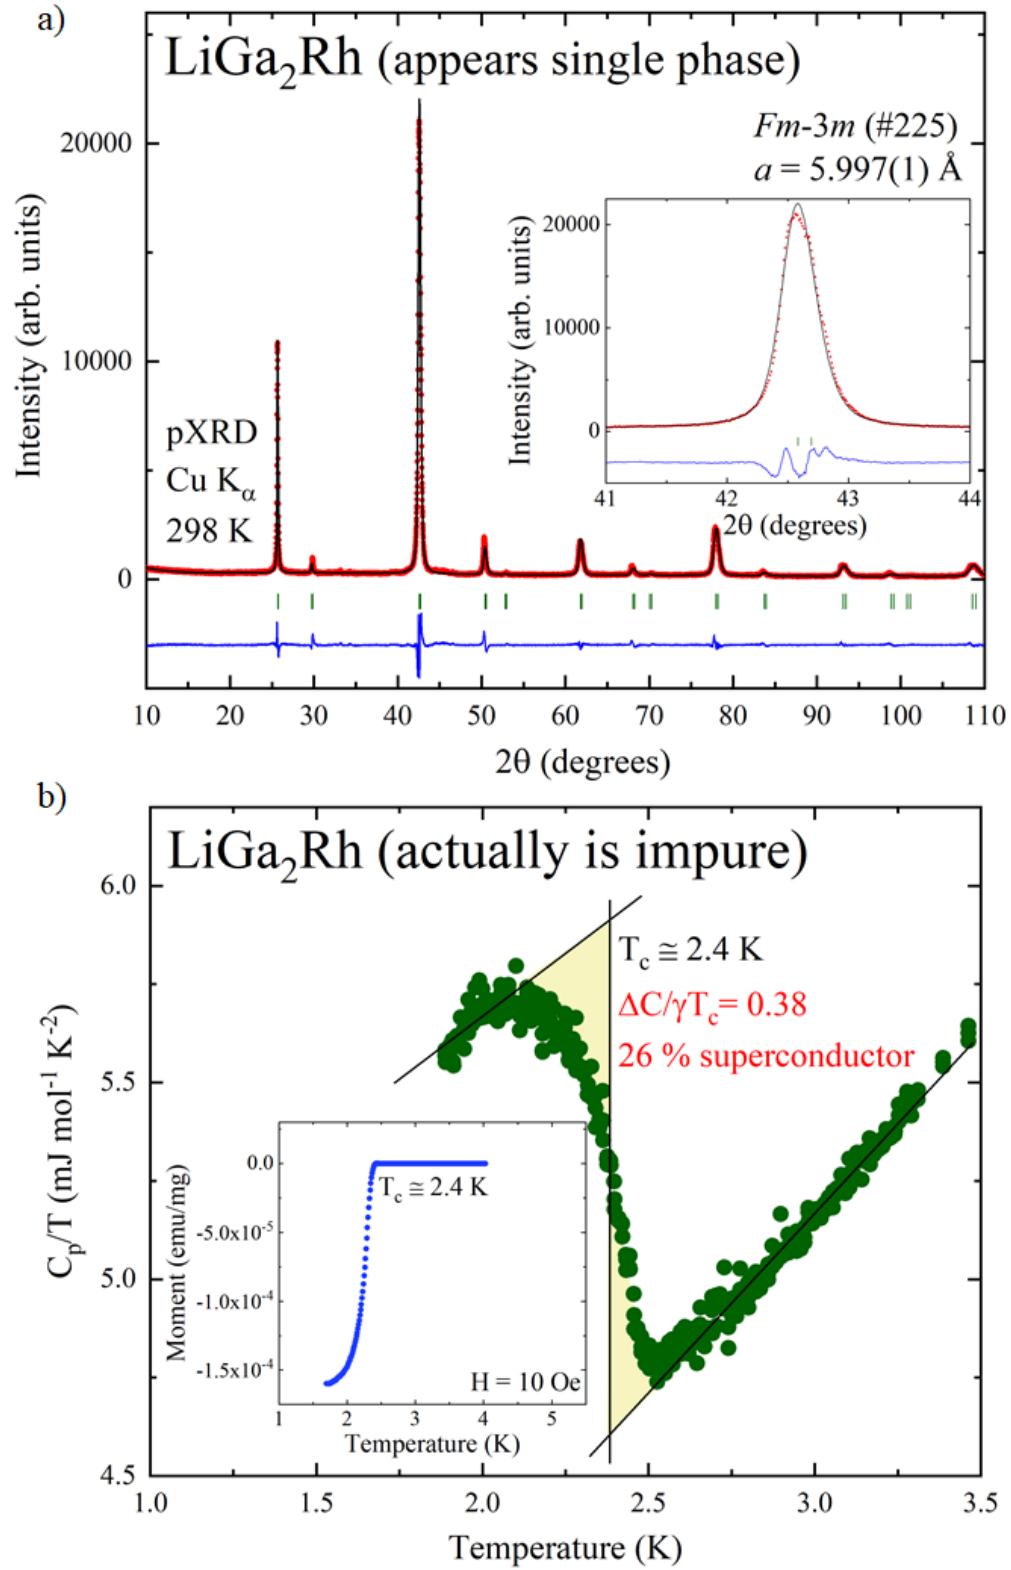 a)
LiGa2Rh (appears single phase)
Fm-3m (#225)
a = 5.997(1) Å
pXRD
Cu Kα
298 K
Intensity (arb. units)
20000
10000
0
10 20 30 40 50 60 70 80 90 100 110
2θ (degrees)
Intensity (arb. units)
20000
10000
0
41 42 43 44
2θ (degrees)
b)
LiGa2Rh (actually is impure)
Tc ≅ 2.4 K
ΔC/γTc= 0.38
26 % superconductor
Cp/T (mJ mol-1 K-2)
6.0
5.5
5.0
4.5
1.0 1.5 2.0 2.5 3.0 3.5
Temperature (K)
Moment (emu/mg)
0.0
-5.0x10-5
-1.0x10-4
-1.5x10-4
Tc ≅ 2.4 K
H = 10 Oe
1 2 3 4 5
Temperature (K)